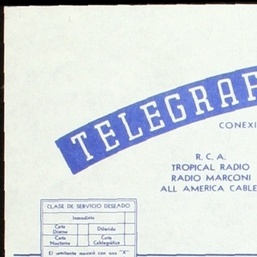 TELEGRAF
CONEXI
R. C. A.
TROPICAL RADIO
RADIO MARCONI
ALL AMERICA CABLE
CLASE DE SERVICIO DESEADO
Inmediato
Carta Diurna
Diferido
Carta Nocturna
Carta Cablegráfica
El remitente marcará con una "X"